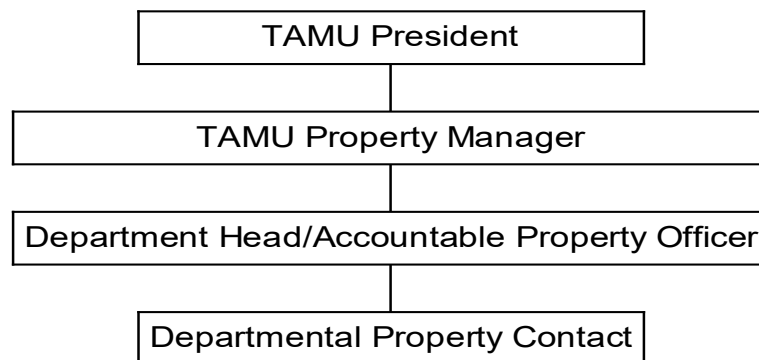 TAMU President
TAMU Property Manager
Department Head/Accountable Property Officer
Departmental Property Contact